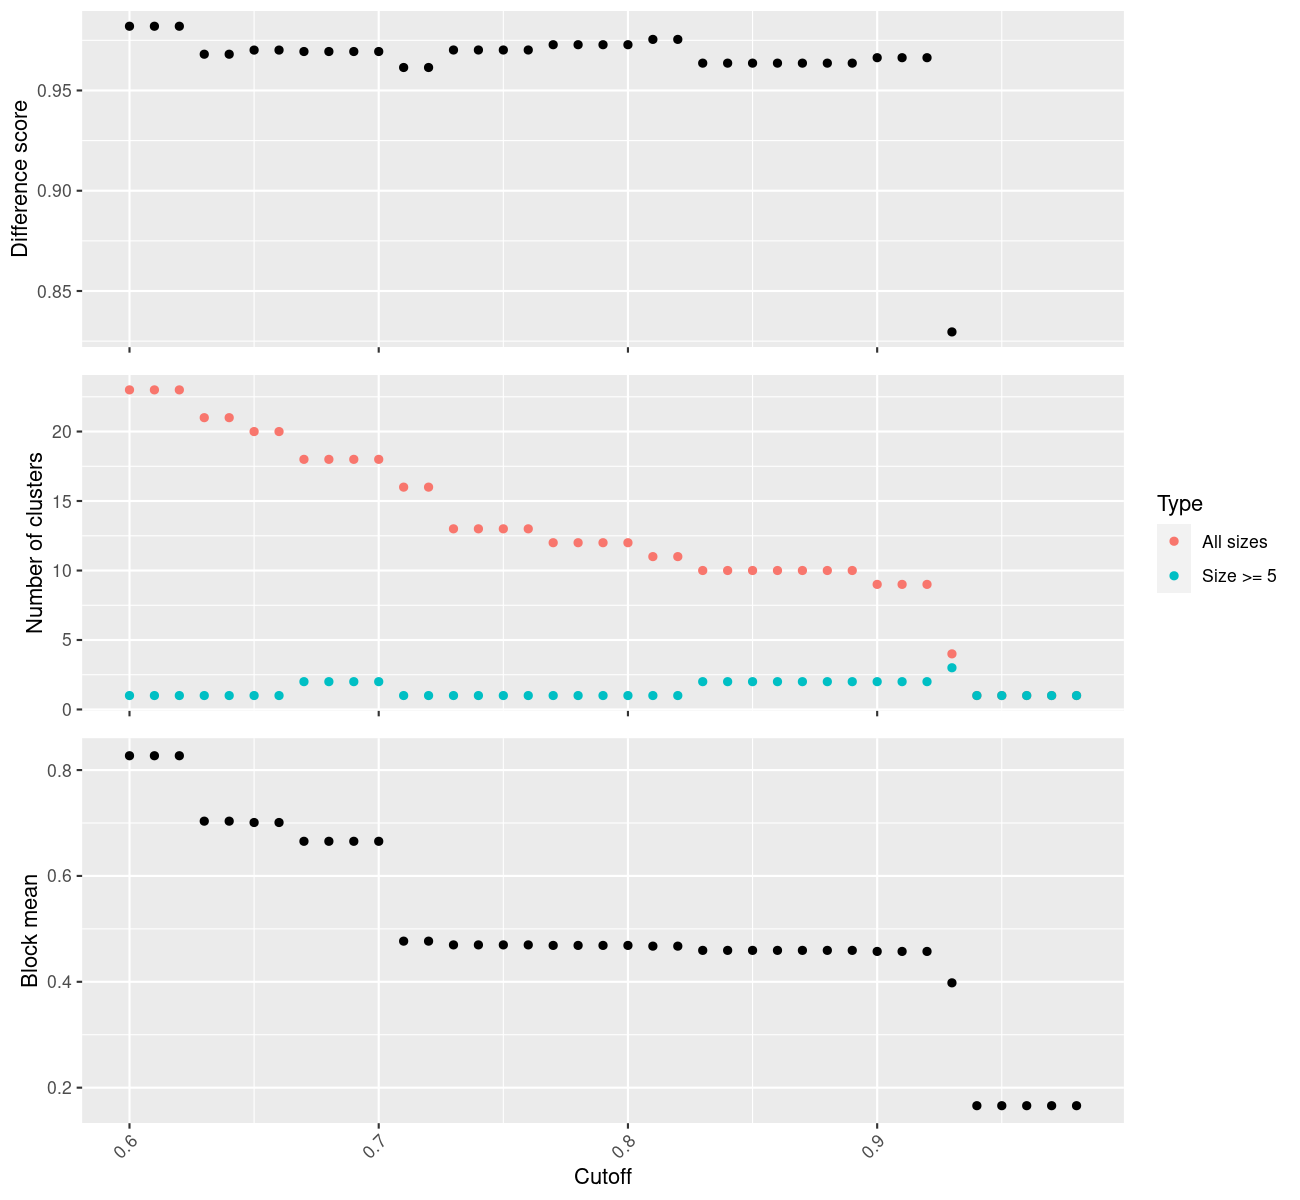 Difference score
0.95
0.90
0.85
Number of clusters
20
15
10
5
0
Type
All sizes
Size >= 5
Block mean
0.8
0.6
0.4
0.2
0.6 0.7 0.8 0.9
Cutoff